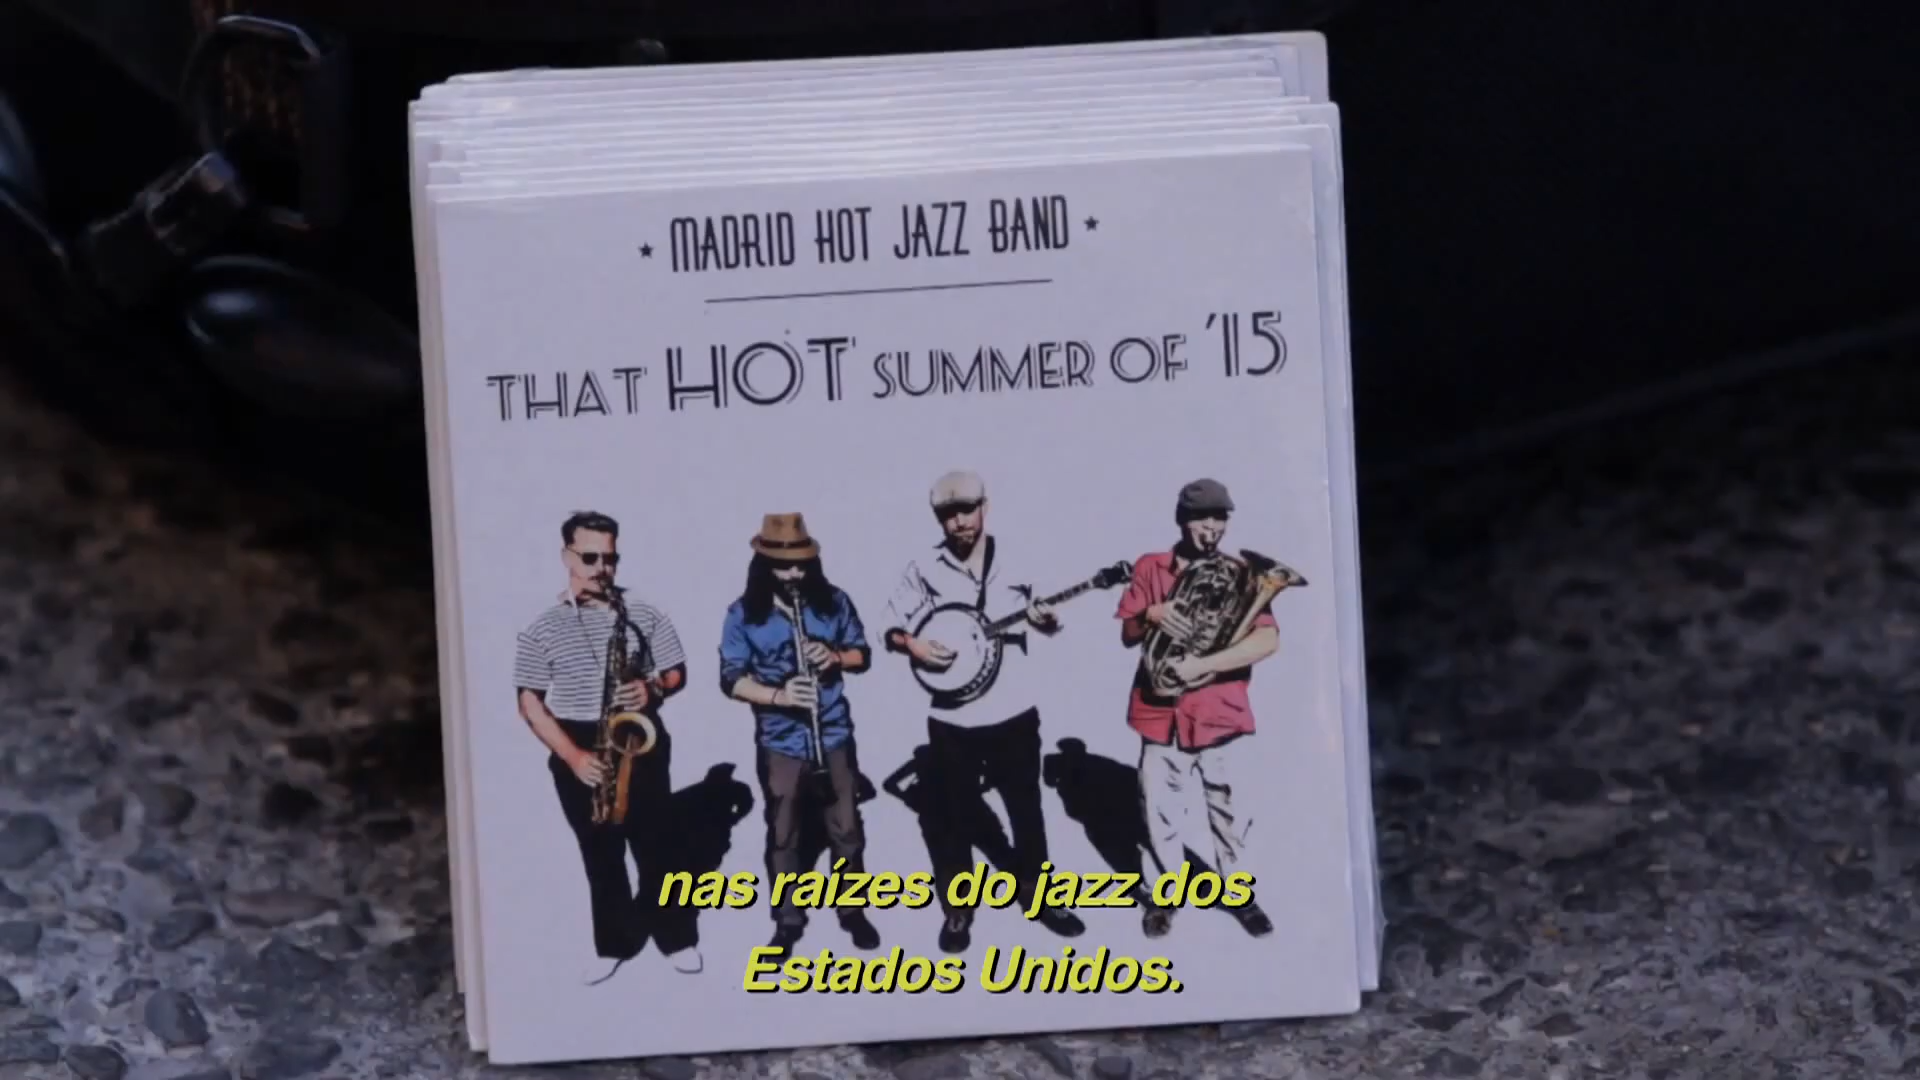 MADRID HOT JAZZ BAND
THAT HOT SUMMER OF '15
nas raízes do jazz dos
Estados Unidos.